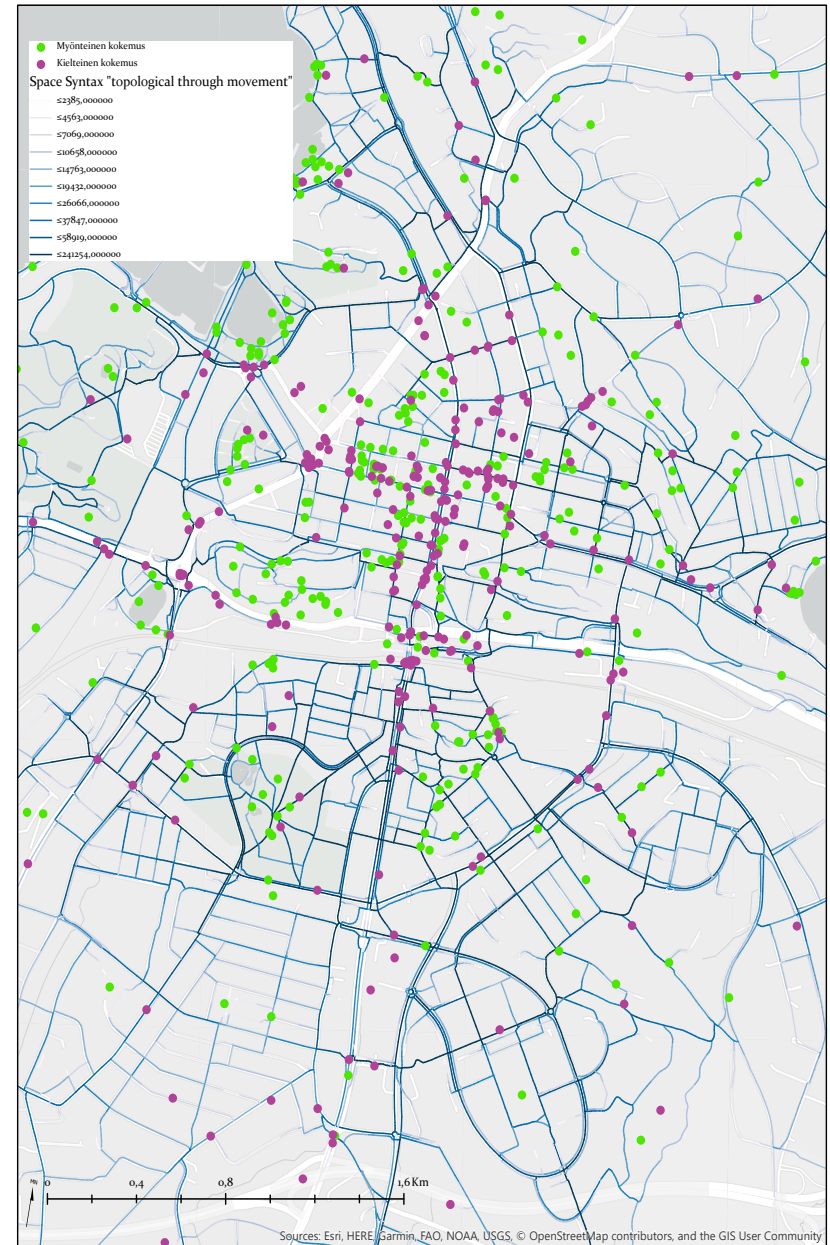 Myönteinen kokemus
Kielteinen kokemus
Space Syntax "topological through movement"
≤2385,000000
≤4563,000000
≤7069,000000
≤10658,000000
≤14763,000000
≤19432,000000
≤26066,000000
≤37847,000000
≤58919,000000
≤241254,000000
MN
0 0,4 0,8 1,6 Km
Sources: Esri, HERE, Garmin, FAO, NOAA, USGS, © OpenStreetMap contributors, and the GIS User Community